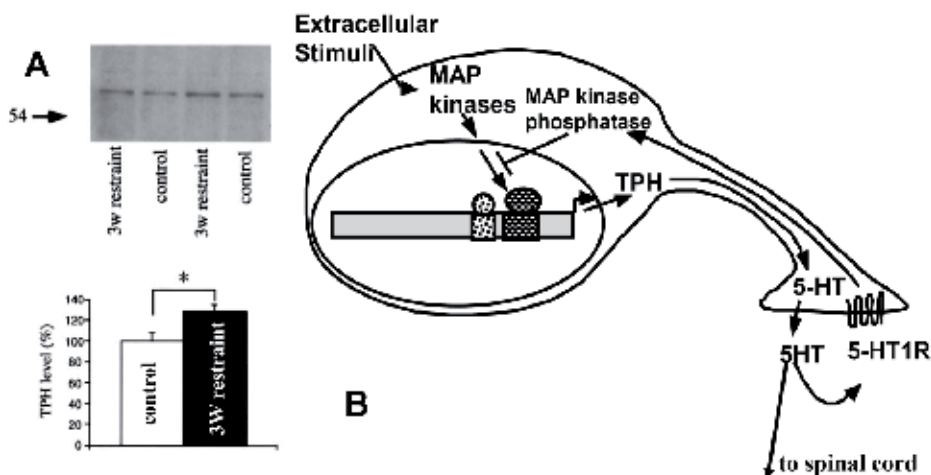 A
54
3w restraint
control
3w restraint
control
TPH level (%)
140
120
100
80
60
40
20
0
*
control
3W restraint
B
Extracellular
Stimuli
MAP
kinases
MAP kinase
phosphatase
TPH
5-HT
5HT
5-HT1R
to spinal cord